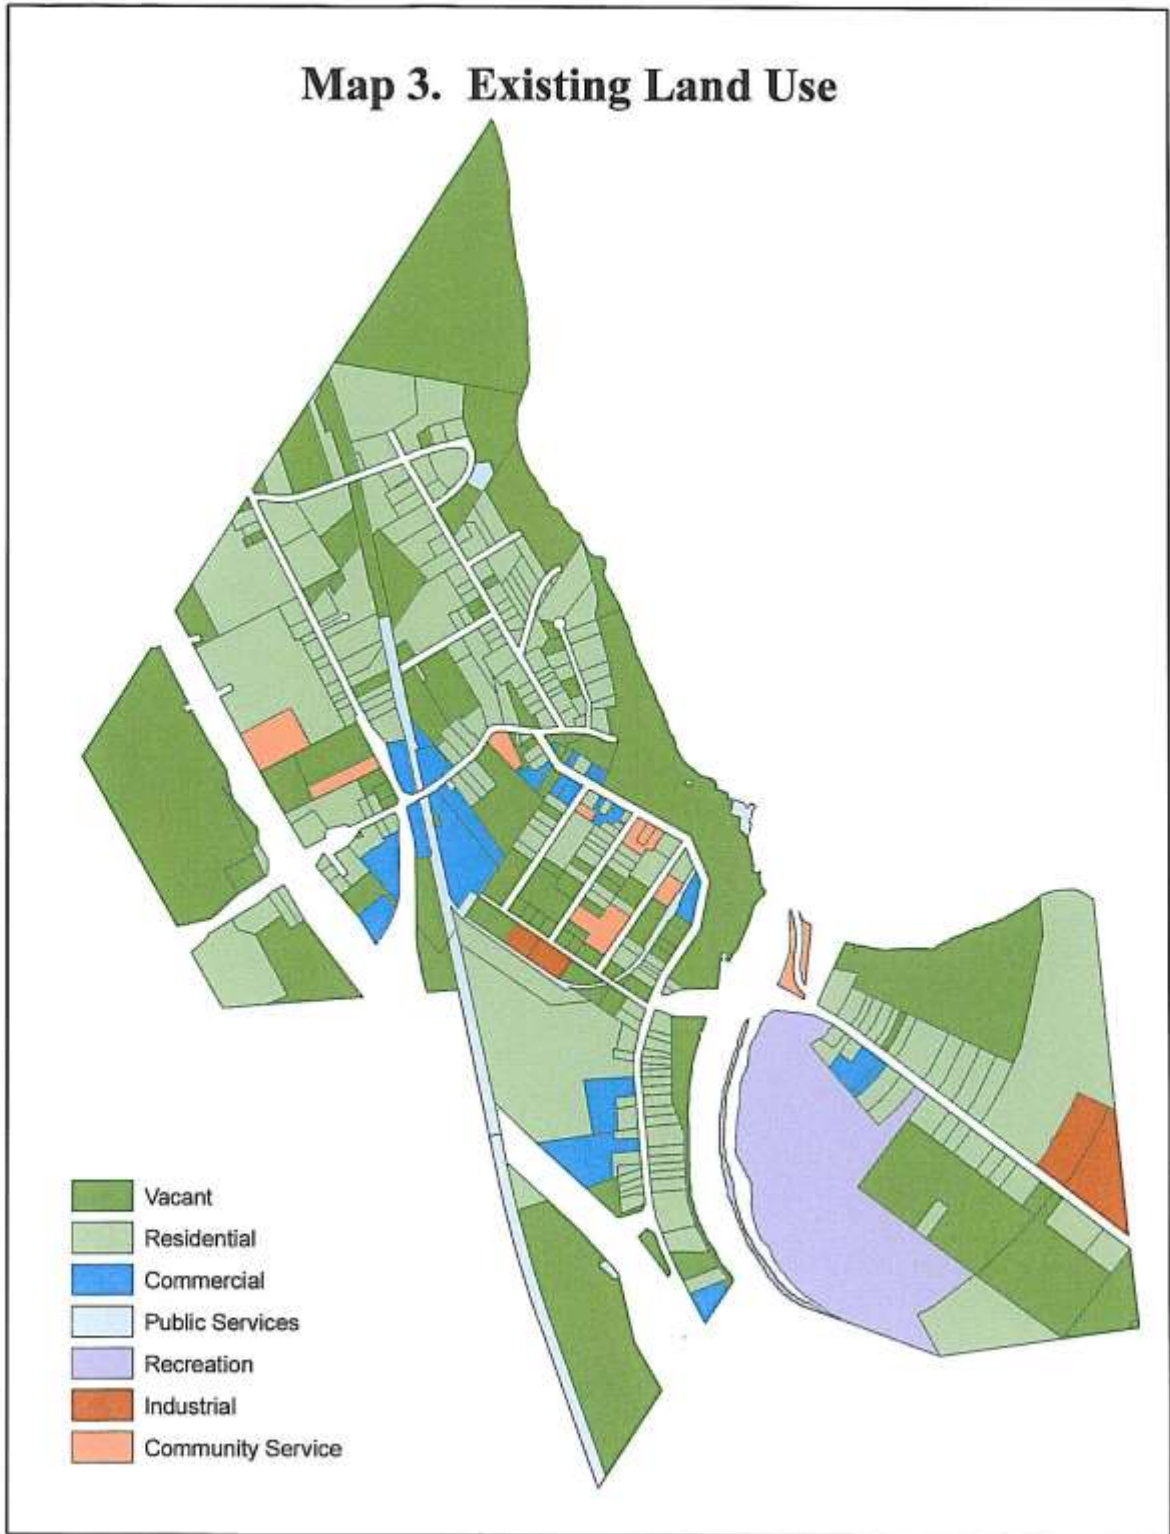 Map 3. Existing Land Use
Vacant
Residential
Commercial
Public Services
Recreation
Industrial
Community Service